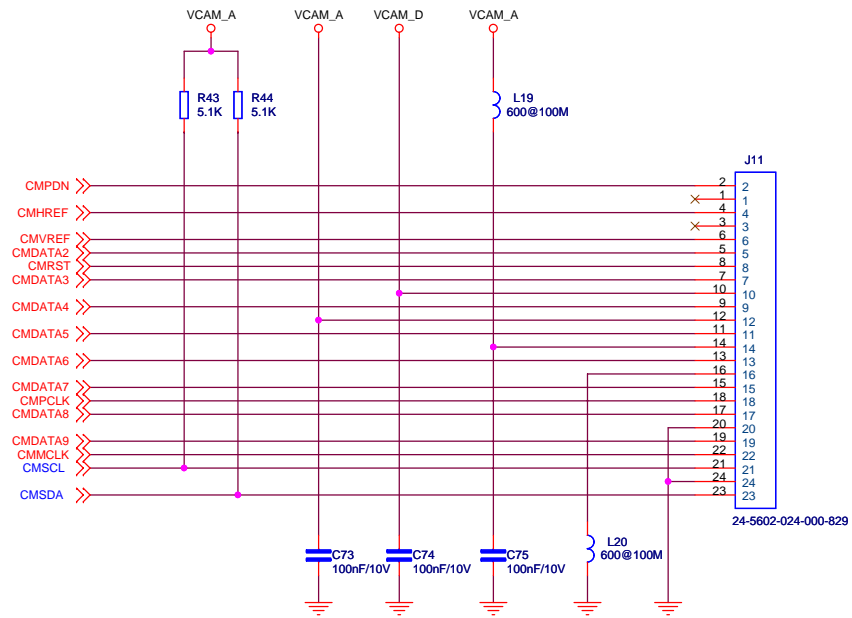 VCAM_A VCAM_A VCAM_D VCAM_A
R43 R44 L19
5.1K 5.1K 600@100M
J11
CMPDN 2 2
1 1
CMHREF 4 4
3 3
CMVREF 6 6
CMDATA2 5 5
CMRST 8 8
CMDATA3 7 7
10 10
CMDATA4 9 9
12 12
CMDATA5 11 11
14 14
CMDATA6 13 13
16 16
CMDATA7 15 15
CMPCLK 18 18
CMDATA8 17 17
20 20
CMDATA9 19 19
CMMCLK 22 22
CMSCL 21 21
24 24
CMSDA 23 23
24-5602-024-000-829
C73 C74 C75 L20
100nF/10V 100nF/10V 100nF/10V 600@100M